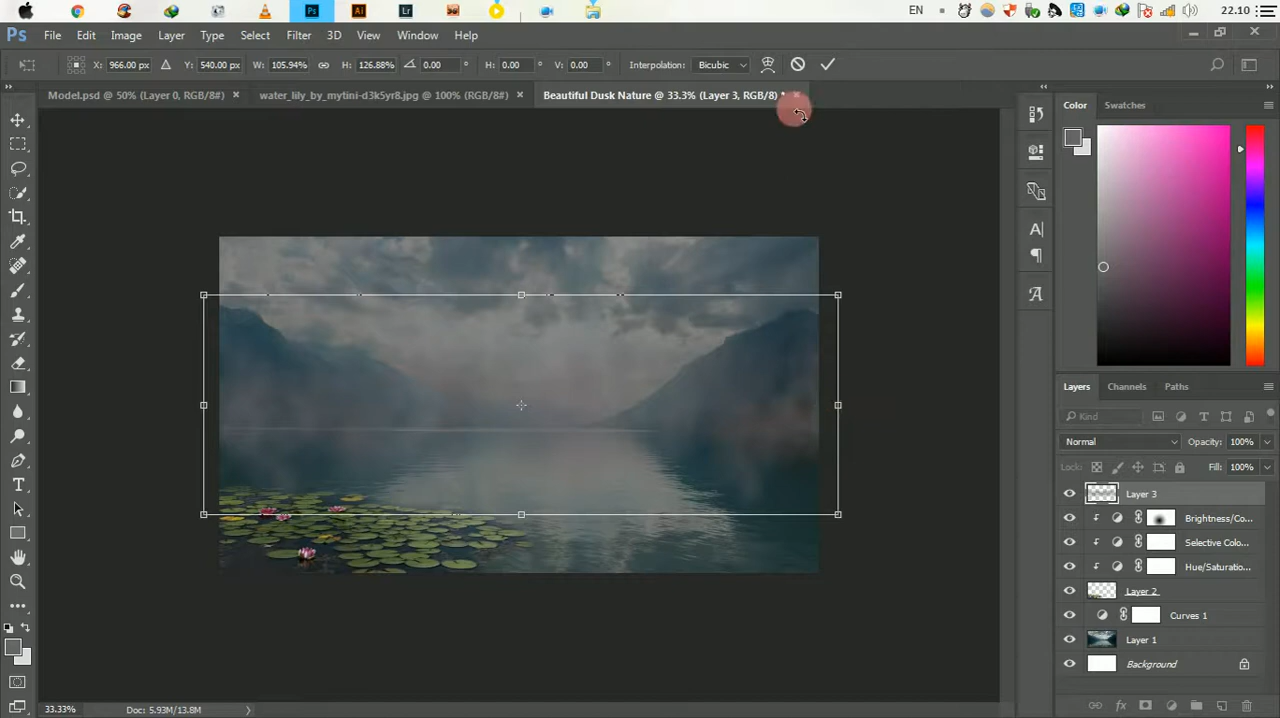 EN
22.10
Ps
File Edit Image Layer Type Select Filter 3D View Window Help
X: 966.00 px Y: 540.00 px W: 105.94% H: 126.88% 0.00 ° H: 0.00 ° V: 0.00 ° Interpolation: Bicubic
Model.psd @ 50% (Layer 0, RGB/8#) × water_lily_by_mytini-d3k5yr8.jpg @ 100% (RGB/8#) × Beautiful Dusk Nature @ 33.3% (Layer 3, RGB/8) * ×
Color Swatches
Layers Channels Paths
Kind
Normal Opacity: 100%
Lock: Fill: 100%
Layer 3
Brightness/Co...
Selective Colo...
Hue/Saturatio...
Layer 2
Curves 1
Layer 1
Background
33.33% Doc: 5.93M/13.8M